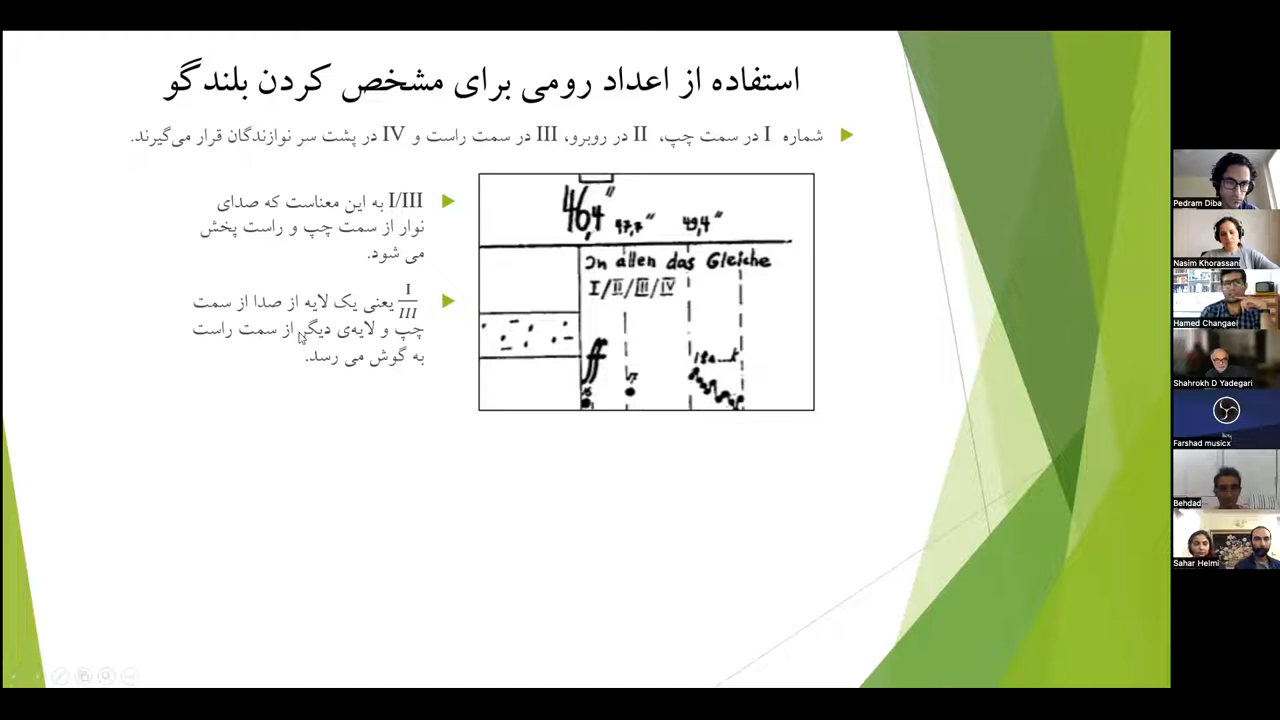 استفاده از اعداد رومی برای مشخص کردن بلندگو
شماره I در سمت چپ، II در روبرو، III در سمت راست و IV در پشت سر نوازندگان قرار می‌گیرند.
I/III به این معناست که صدای
نوار از سمت چپ و راست پخش
می شود.
I
یعنی یک لایه از صدا از سمت
III
چپ و لایه‌ی دیگر از سمت راست
به گوش می رسد.
46,4"
47,7"
49,4"
In allen das Gleiche
I/II/III/IV
ff
Pedram Diba
Nasim Khorassani
Hamed Changaei
Shahrokh D Yadegari
Farshad musicx
Behdad
Sahar Helmi